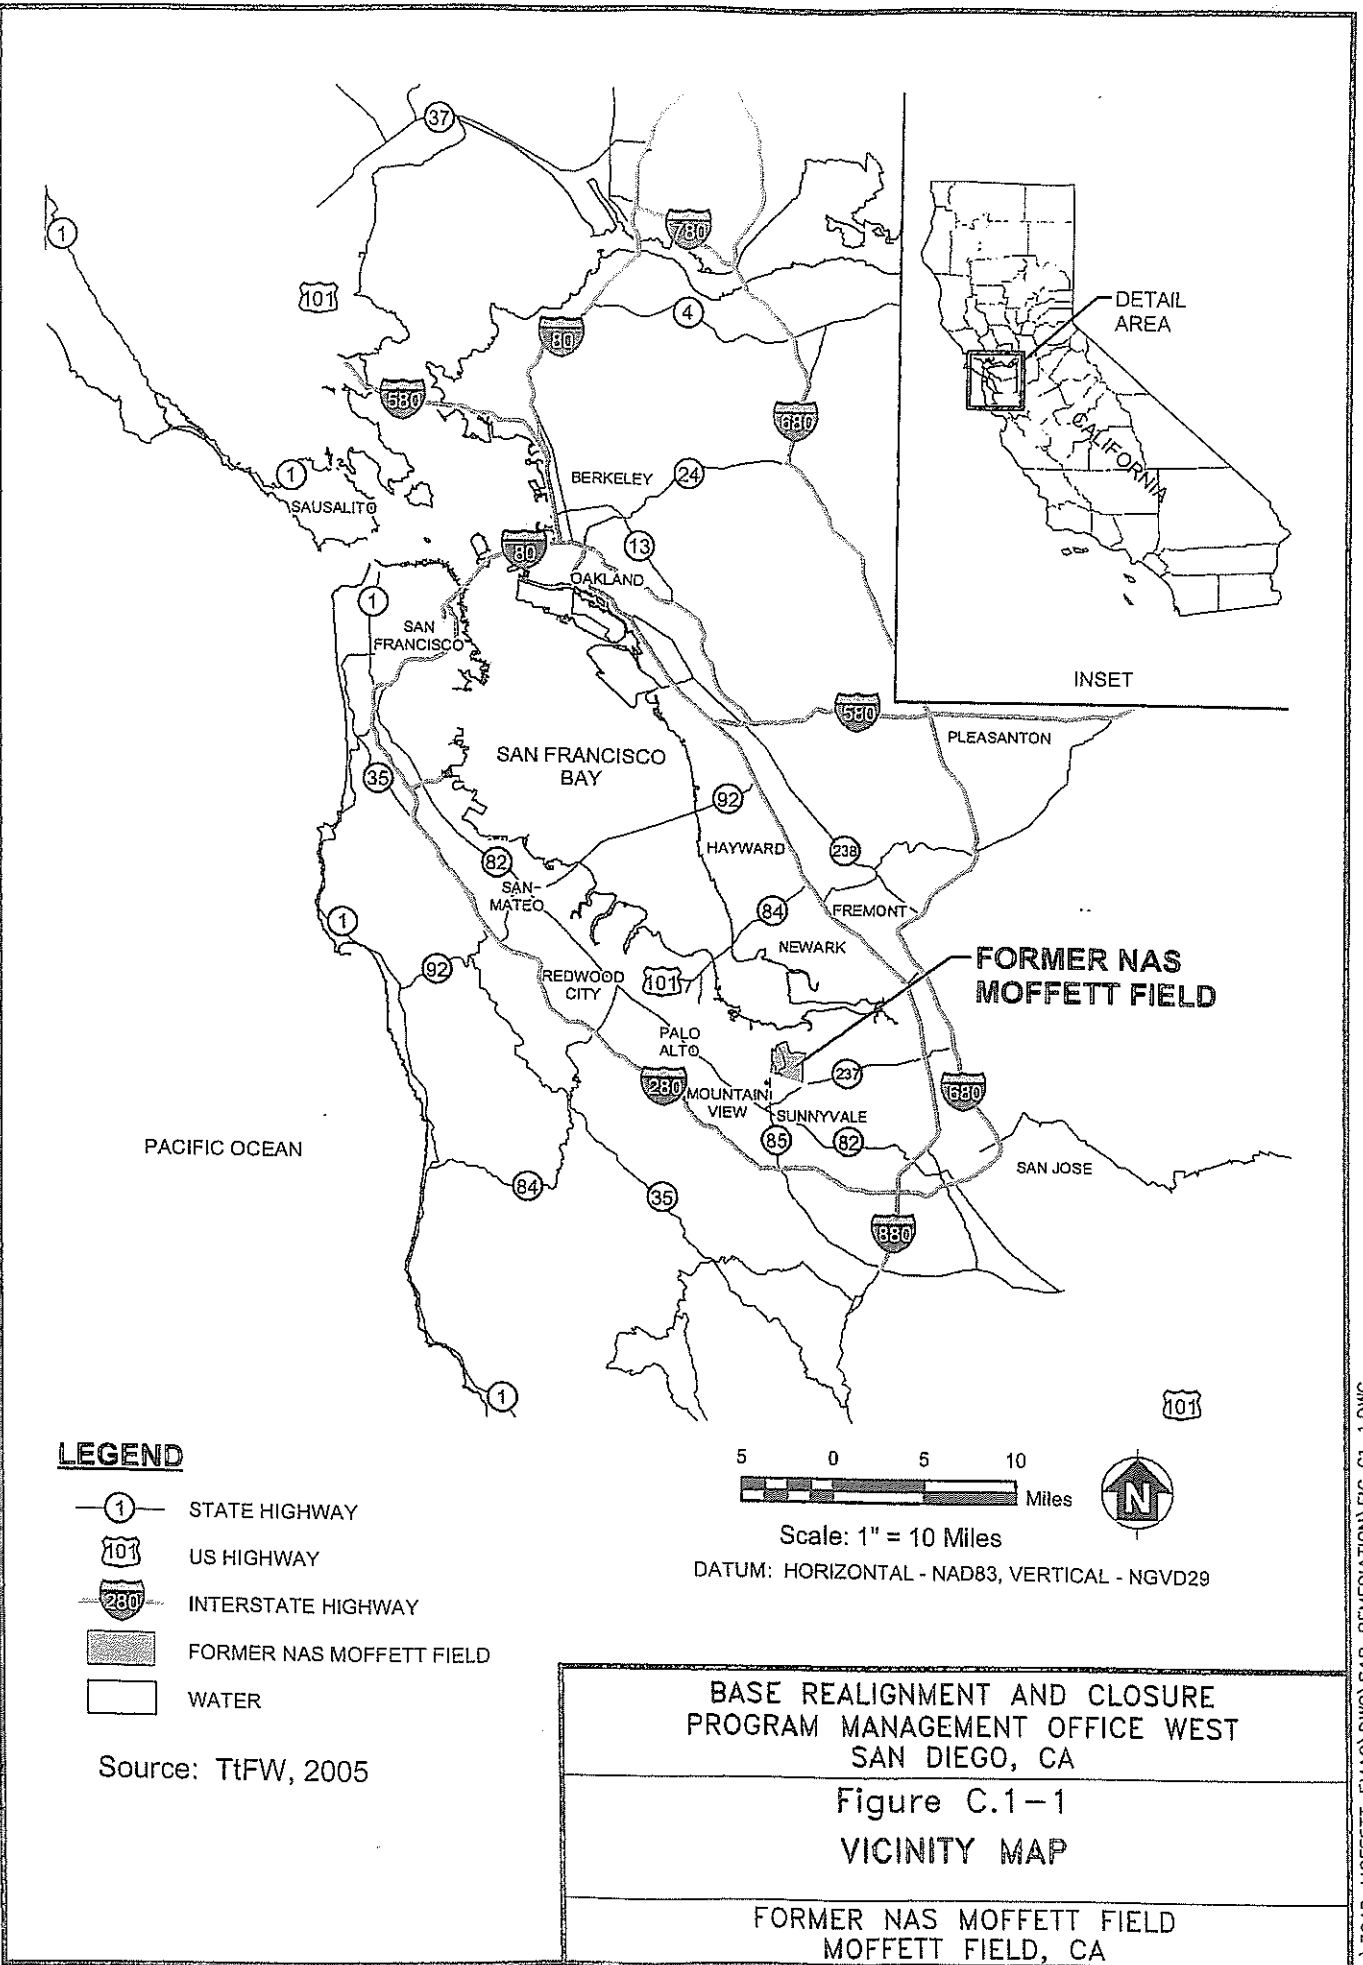 37
1
101
780
4
80
580
680
DETAIL
AREA
CALIFORNIA
INSET
1
SAUSALITO
BERKELEY
24
80
13
OAKLAND
1
SAN
FRANCISCO
580
PLEASANTON
SAN FRANCISCO
BAY
35
92
HAYWARD
238
82
SAN
MATEO
84
FREMONT
1
NEWARK
92
REDWOOD
CITY
101
FORMER NAS
MOFFETT FIELD
PALO
ALTO
237
280
MOUNTAIN
VIEW
SUNNYVALE
680
85
82
PACIFIC OCEAN
SAN JOSE
84
35
880
1
101
LEGEND
1 STATE HIGHWAY
101 US HIGHWAY
280 INTERSTATE HIGHWAY
FORMER NAS MOFFETT FIELD
WATER
Source: TtFW, 2005
5 0 5 10
Miles
N
Scale: 1" = 10 Miles
DATUM: HORIZONTAL - NAD83, VERTICAL - NGVD29
BASE REALIGNMENT AND CLOSURE
PROGRAM MANAGEMENT OFFICE WEST
SAN DIEGO, CA
Figure C.1-1
VICINITY MAP
FORMER NAS MOFFETT FIELD
MOFFETT FIELD, CA